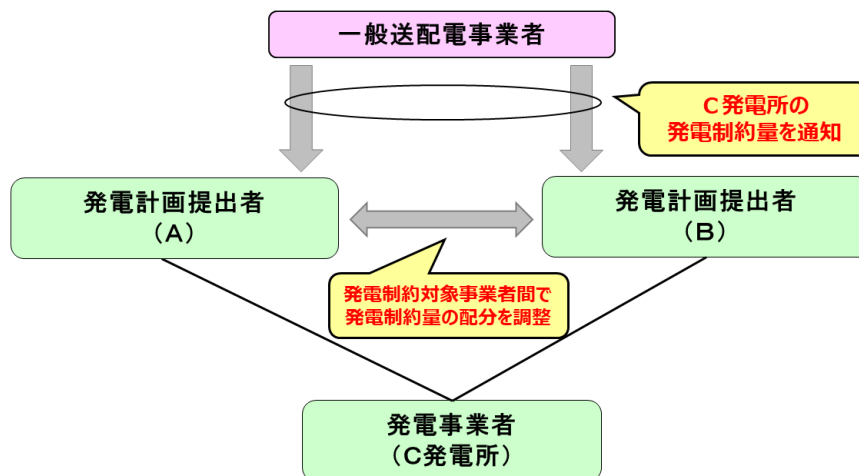 一般送配電事業者
C発電所の
発電制約量を通知
発電計画提出者
（A）
発電計画提出者
（B）
発電制約対象事業者間で
発電制約量の配分を調整
発電事業者
（C発電所）